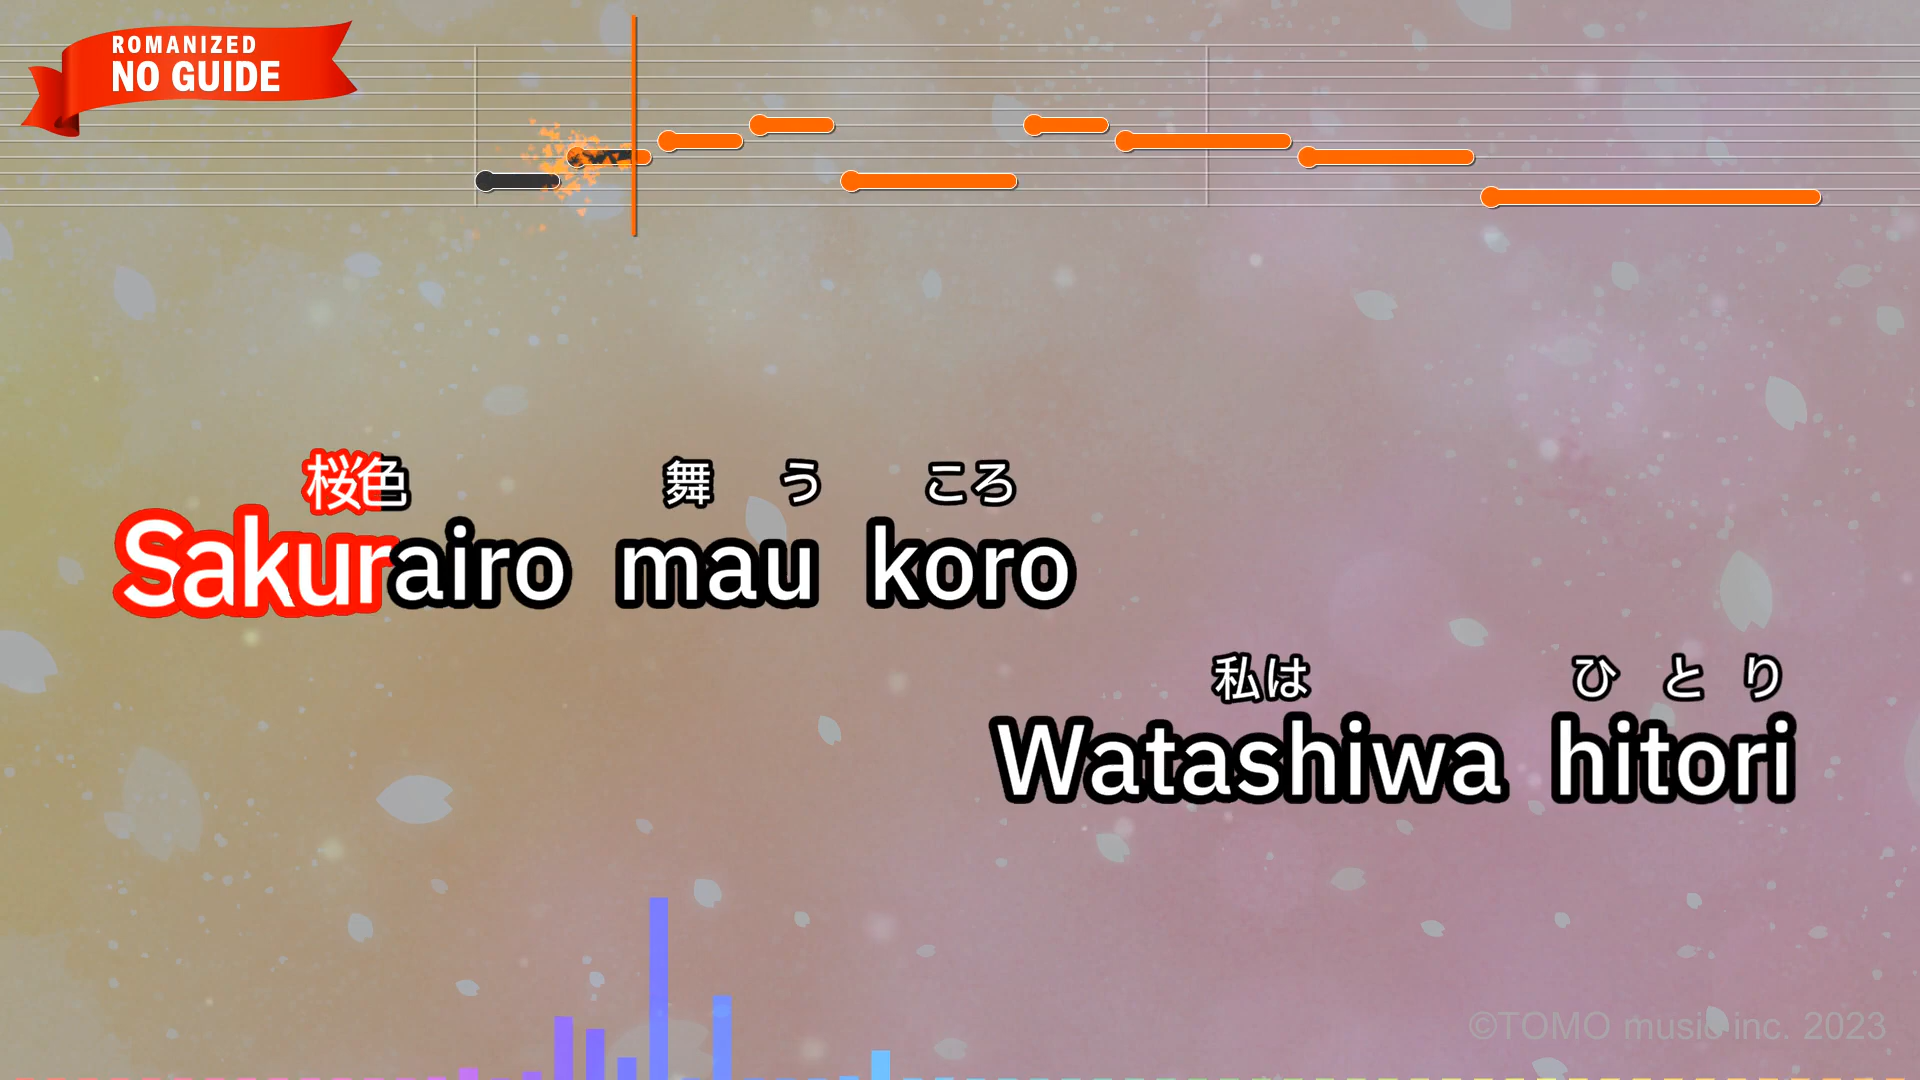 ROMANIZED
NO GUIDE
桜色 舞 う ころ
Sakurairo mau koro
私は ひ と り
Watashiwa hitori
©TOMO music inc. 2023